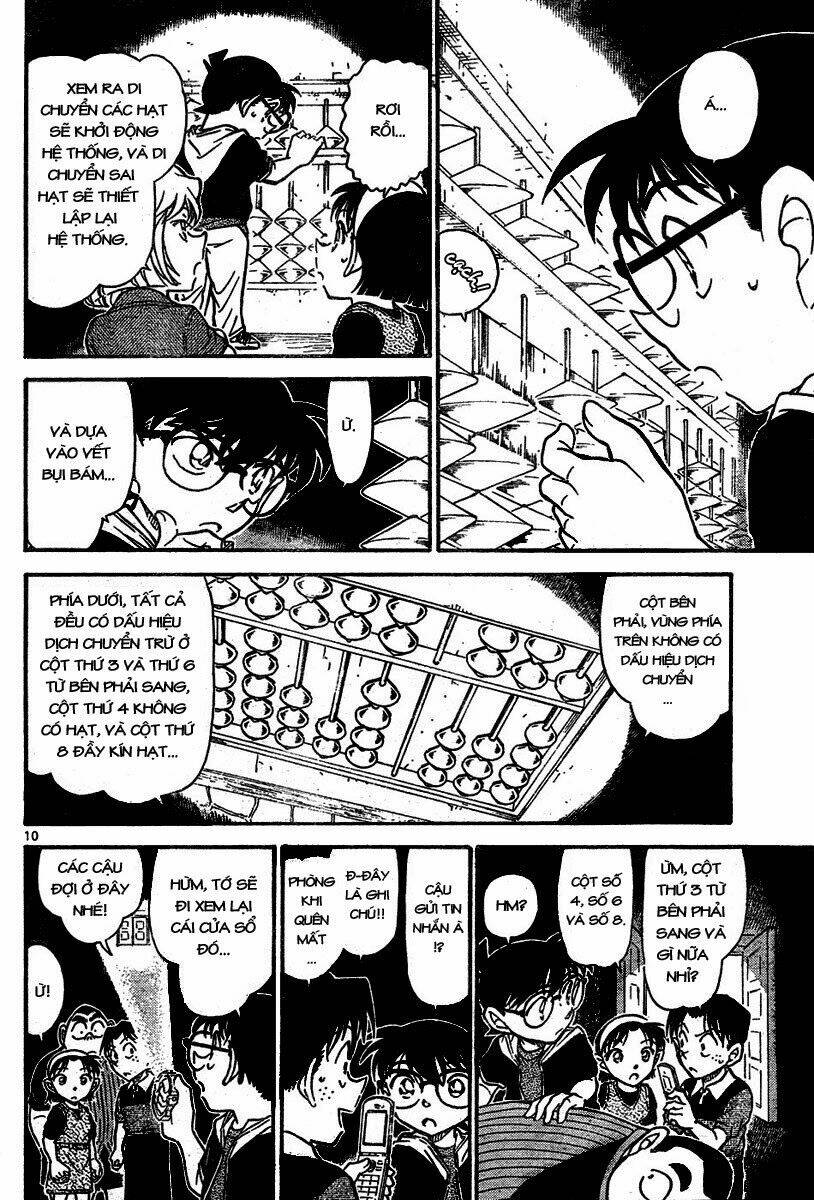 Á...
CẠCH!
RƠI
RỒI...
XEM RA DI
CHUYỂN CÁC HẠT
SẼ KHỞI ĐỘNG
HỆ THỐNG, VÀ DI
CHUYỂN SAI
HẠT SẼ THIẾT
LẬP LẠI
HỆ THỐNG.
Ừ.
VÀ DỰA
VÀO VẾT
BỤI BÁM...
CỘT BÊN
PHẢI, VŨNG PHÍA
TRÊN KHÔNG CÓ
DẤU HIỆU DỊCH
CHUYỂN
...
PHÍA DƯỚI, TẤT CẢ
ĐỀU CÓ DẤU HIỆU
DỊCH CHUYỂN TRỪ Ở
CỘT THỨ 3 VÀ THỨ 6
TỪ BÊN PHẢI SANG,
CỘT THỨ 4 KHÔNG
CÓ HẠT, VÀ CỘT THỨ
8 ĐẦY KÍN HẠT...
10
ỪM, CỘT
THỨ 3 TỪ
BÊN PHẢI
SANG VÀ
GÌ NỮA
NHỈ?
CỘT SỐ
4, SỐ 6
VÀ SỐ 8.
HM?
CẬU
GỬI TIN
NHẮN À
!?
Đ-ĐÂY
LÀ GHI
CHÚ!!
PHÒNG
KHI
QUÊN
MẤT
...
HỪM, TỚ SẼ
ĐI XEM LẠI
CÁI CỬA SỔ
ĐÓ...
CÁC CẬU
ĐỢI Ở ĐÂY
NHÉ!
Ừ!